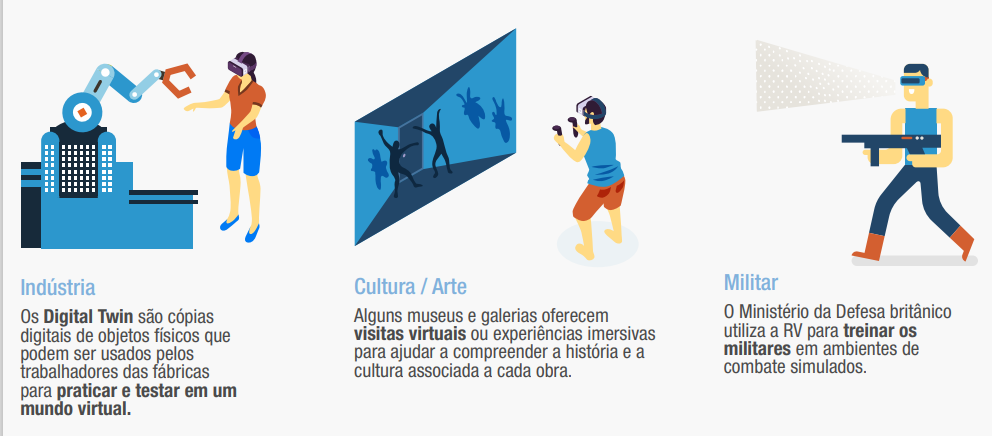 Indústria
Os Digital Twin são cópias
digitais de objetos físicos que
podem ser usados pelos
trabalhadores das fábricas
para praticar e testar em um
mundo virtual.
Cultura / Arte
Alguns museus e galerias oferecem
visitas virtuais ou experiências imersivas
para ajudar a compreender a história e a
cultura associada a cada obra.
Militar
O Ministério da Defesa britânico
utiliza a RV para treinar os
militares em ambientes de
combate simulados.